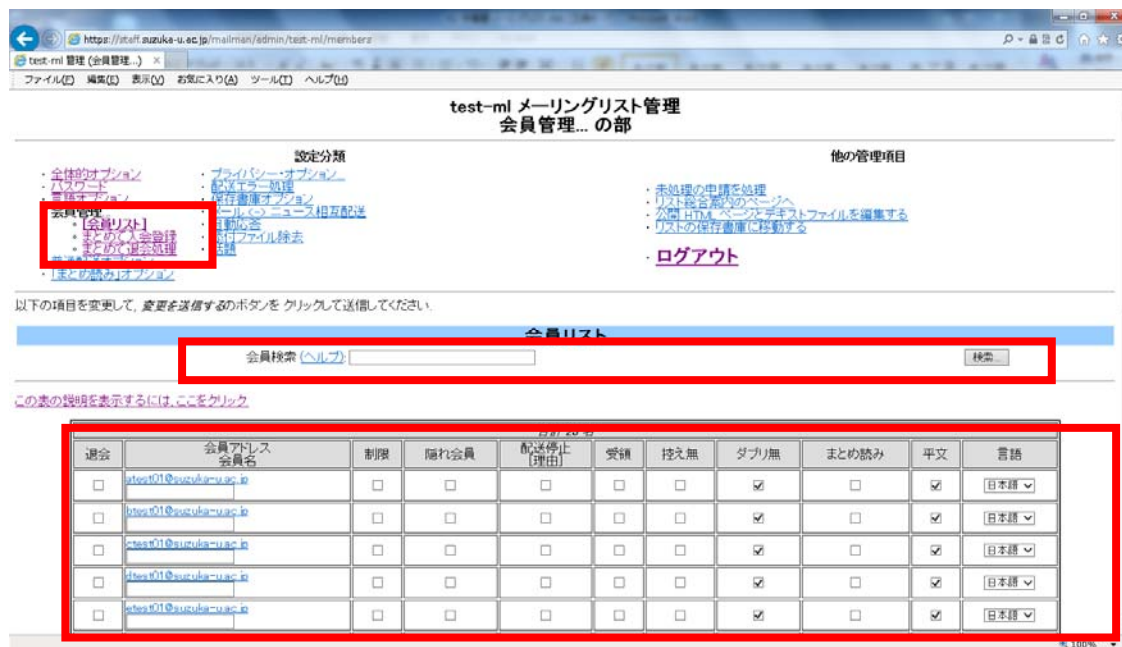 https://staff.suzuka-u.ac.jp/mailman/admin/test-ml/members
test-ml 管理 (会員管理...)
ファイル(F) 編集(E) 表示(V) お気に入り(A) ツール(T) ヘルプ(H)
test-ml メーリングリスト管理
会員管理... の部
設定分類
他の管理項目
・全体的オプション
・パスワード
・言語オプション
会員管理
[会員リスト]
まとめて入会登録
まとめて退会処理
・「まとめ読み」オプション
・プライバシー・オプション...
・配送エラー処理
・保存書庫オプション
メール <-> ニュース相互配送
自動応答
添付ファイル除去
話題
・未処理の申請を処理
・リスト総合案内のページへ
・公開 HTML ページとテキストファイルを編集する
・リストの保存書庫に移動する
・ログアウト
以下の項目を変更して, 変更を送信するのボタンを クリックして送信してください.
会員リスト
会員検索 (ヘルプ): 検索...
この表の説明を表示するには, ここをクリック.
退会 会員アドレス 会員名 制限 隠れ会員 配送停止 [理由] 受領 控え無 ダブリ無 まとめ読み 平文 言語
atest01@suzuka-u.ac.jp 日本語
btest01@suzuka-u.ac.jp 日本語
ctest01@suzuka-u.ac.jp 日本語
dtest01@suzuka-u.ac.jp 日本語
etest01@suzuka-u.ac.jp 日本語
100%